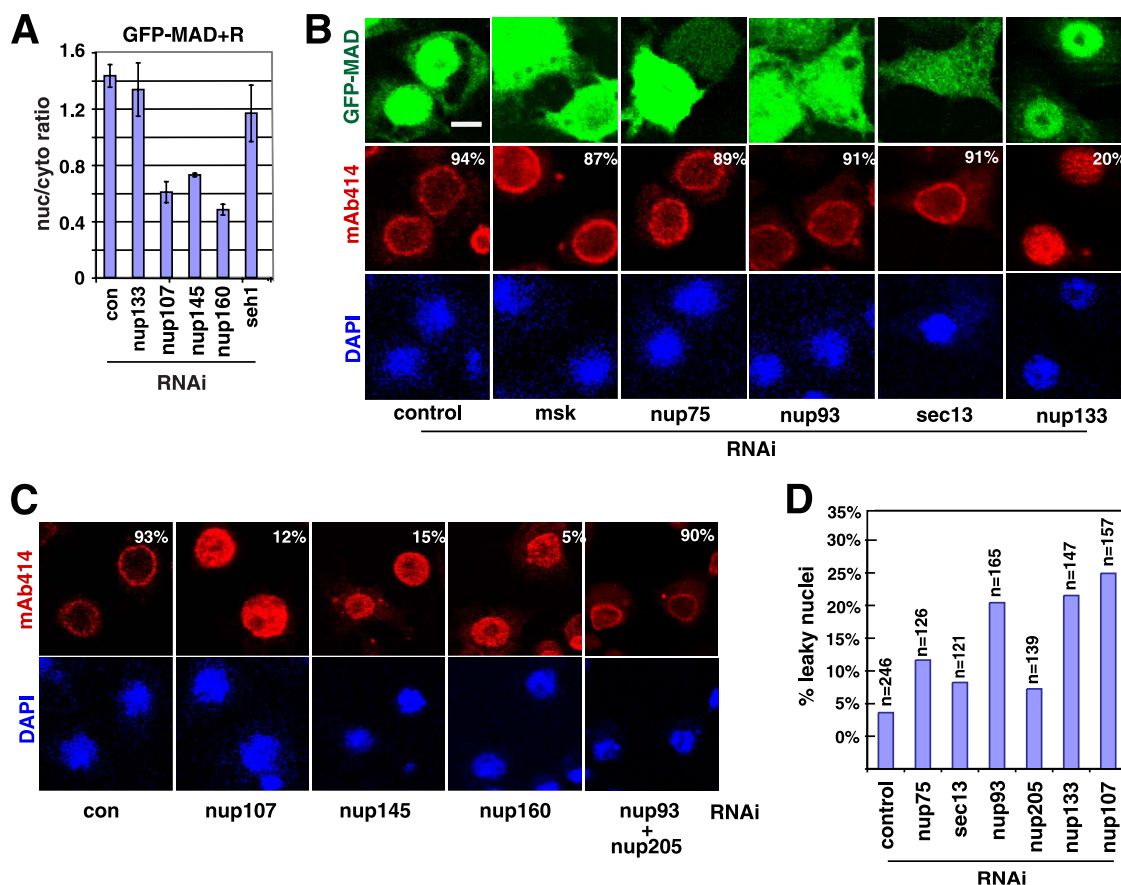 A
GFP-MAD+R
nuc/cyto ratio
1.6
1.2
0.8
0.4
0
con
nup133
nup107
nup145
nup160
seh1
RNAi
B
GFP-MAD
mAb414
94%
87%
89%
91%
91%
20%
DAPI
control
msk
nup75
nup93
sec13
nup133
RNAi
C
mAb414
93%
12%
15%
5%
90%
DAPI
con
nup107
nup145
nup160
nup93
+
nup205
RNAi
D
% leaky nuclei
35%
30%
25%
20%
15%
10%
5%
0%
n=246
n=126
n=121
n=165
n=139
n=147
n=157
control
nup75
sec13
nup93
nup205
nup133
nup107
RNAi